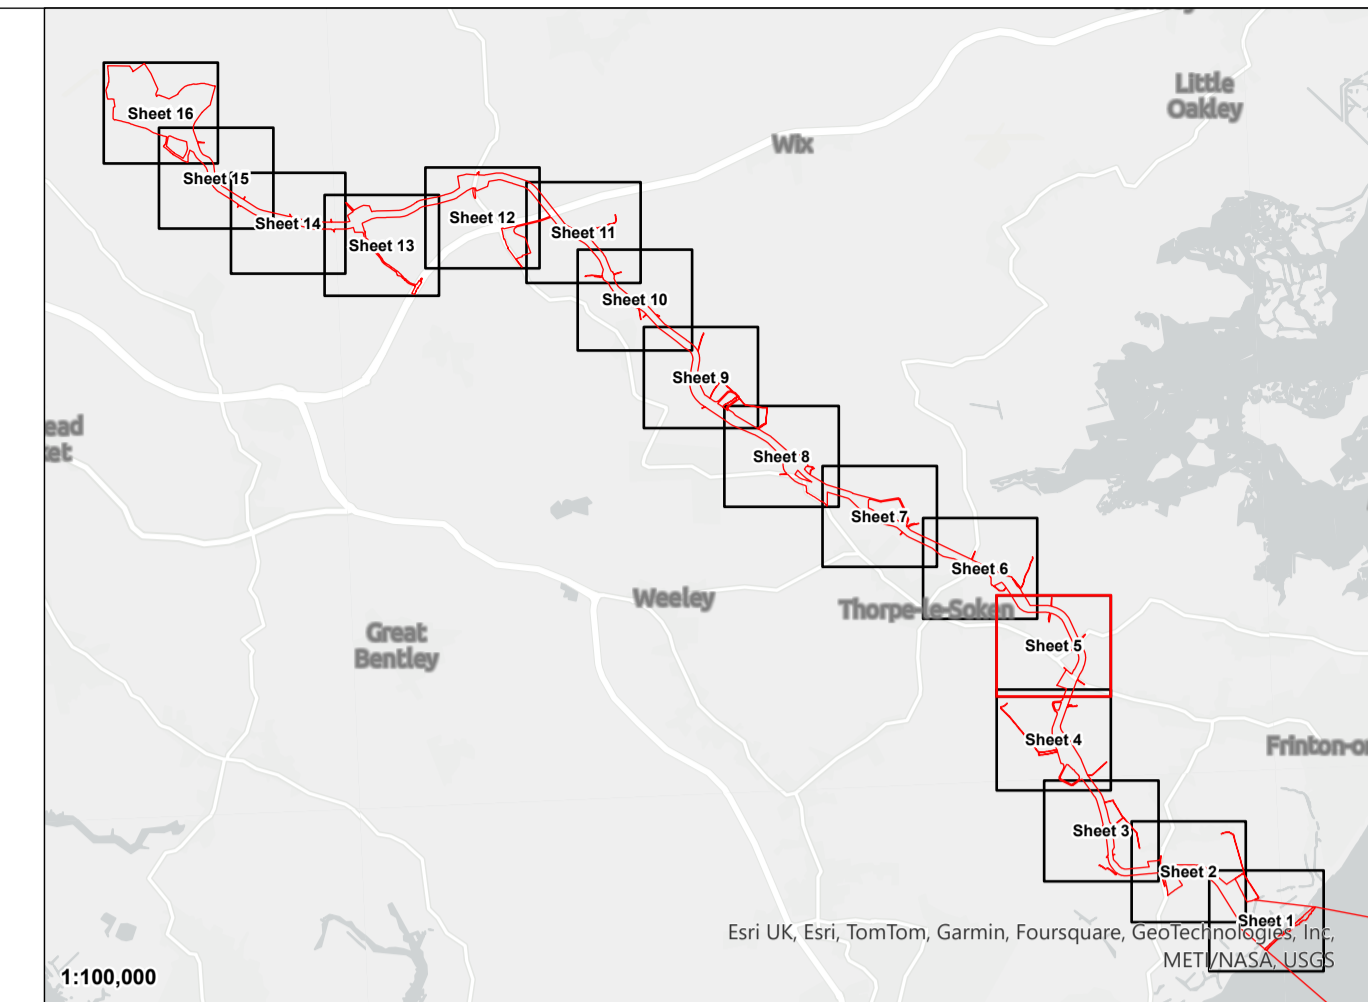 Little
Oakley
Wix
Sheet 16
Sheet 15
Sheet 14
Sheet 13
Sheet 12
Sheet 11
Sheet 10
Sheet 9
Sheet 8
Sheet 7
Sheet 6
Sheet 5
Sheet 4
Sheet 3
Sheet 2
Sheet 1
ead
et
Weeley
Thorpe-le-Soken
Great
Bentley
Frinton-o
Esri UK, Esri, TomTom, Garmin, Foursquare, GeoTechnologies, Inc,
METI/NASA, USGS
1:100,000